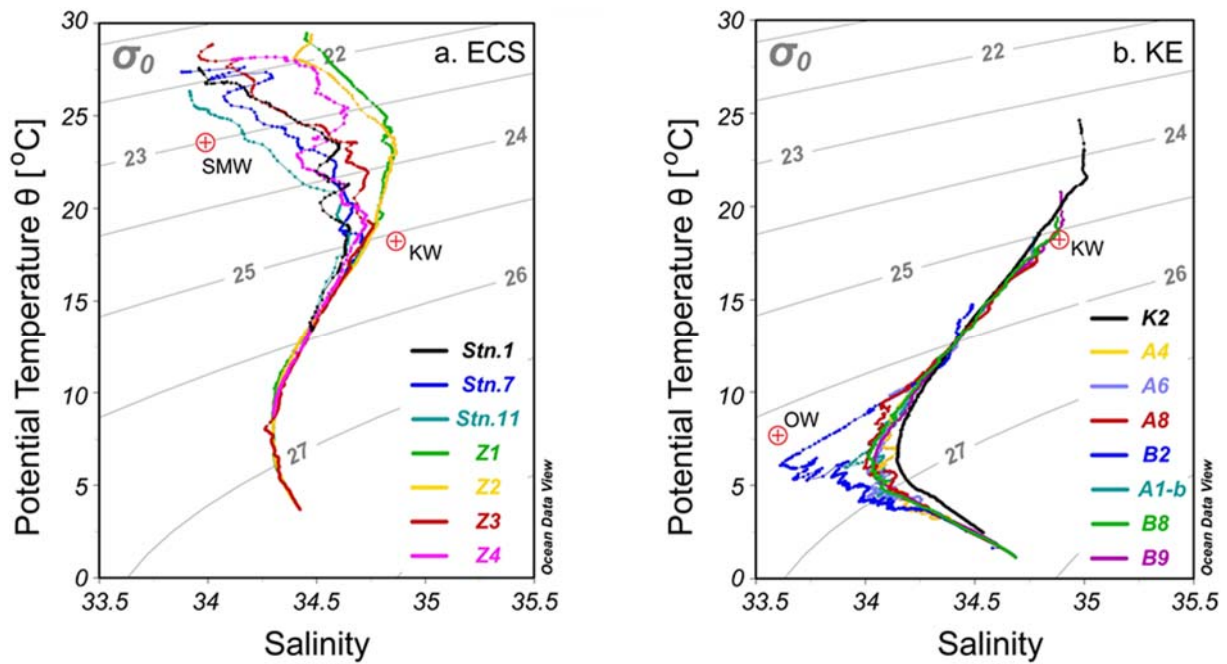 30
25
20
15
10
5
0
Potential Temperature θ [°C]
σ0
a. ECS
22
23
24
25
26
27
SMW
KW
Stn.1
Stn.7
Stn.11
Z1
Z2
Z3
Z4
Ocean Data View
33.5 34 34.5 35 35.5
Salinity
30
25
20
15
10
5
0
Potential Temperature θ [°C]
σ0
b. KE
22
23
24
25
26
27
KW
OW
K2
A4
A6
A8
B2
A1-b
B8
B9
Ocean Data View
33.5 34 34.5 35 35.5
Salinity